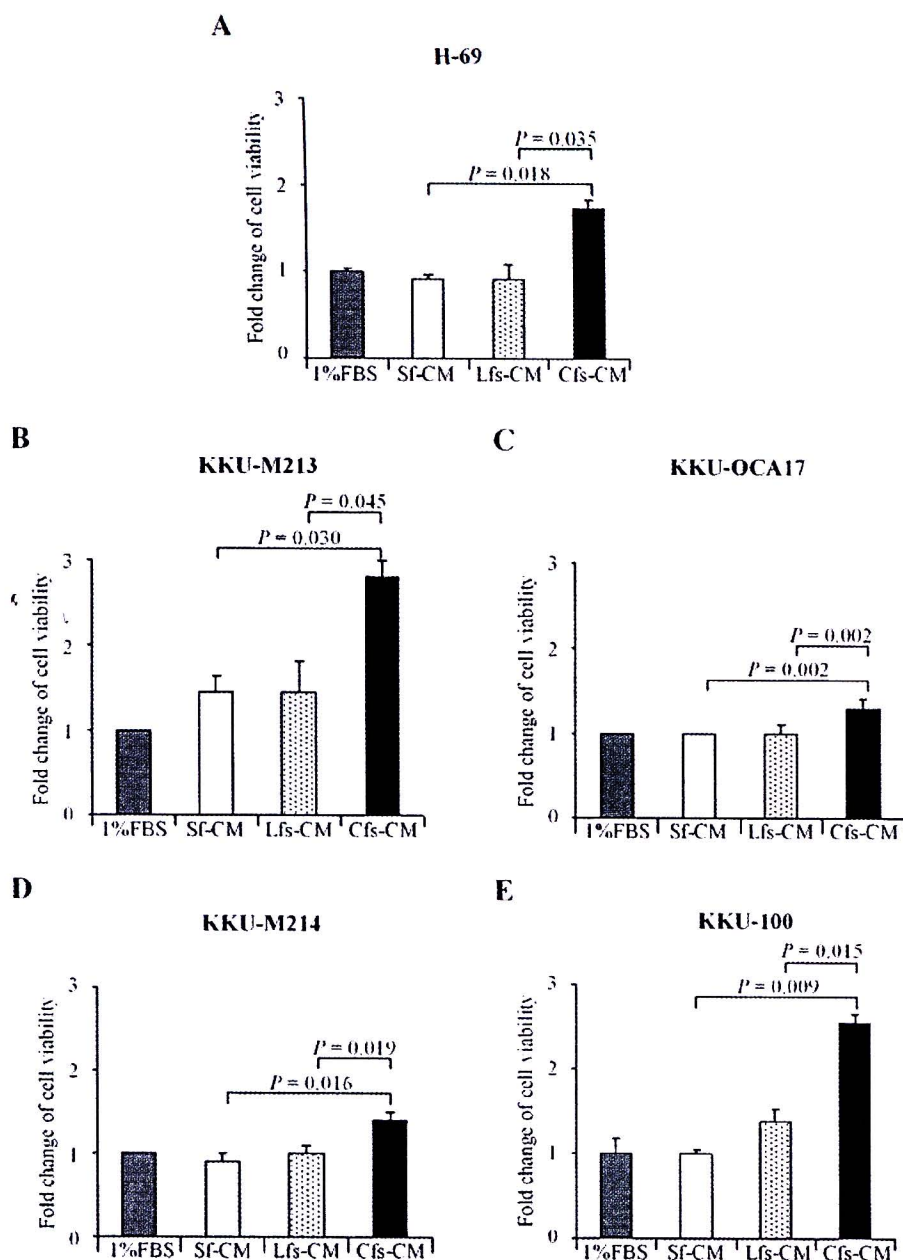 A
H-69
Fold change of cell viability
3
2
1
0
P = 0.035
P = 0.018
1%FBS Sf-CM Lfs-CM Cfs-CM
B
KKU-M213
Fold change of cell viability
3
2
1
0
P = 0.045
P = 0.030
1%FBS Sf-CM Lfs-CM Cfs-CM
C
KKU-OCA17
Fold change of cell viability
3
2
1
0
P = 0.002
P = 0.002
1%FBS Sf-CM Lfs-CM Cfs-CM
D
KKU-M214
Fold change of cell viability
3
2
1
0
P = 0.019
P = 0.016
1%FBS Sf-CM Lfs-CM Cfs-CM
E
KKU-100
Fold change of cell viability
3
2
1
0
P = 0.015
P = 0.009
1%FBS Sf-CM Lfs-CM Cfs-CM